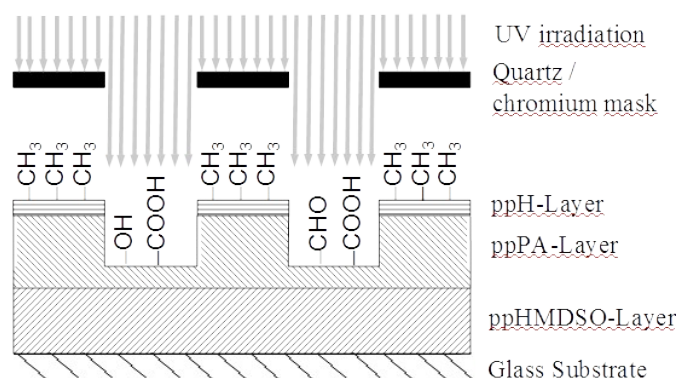 UV irradiation
Quartz /
chromium mask
CH3 CH3 CH3 CH3 CH3 CH3 CH3 CH3 CH3
OH COOH CHO COOH
ppH-Layer
ppPA-Layer
ppHMDSO-Layer
Glass Substrate